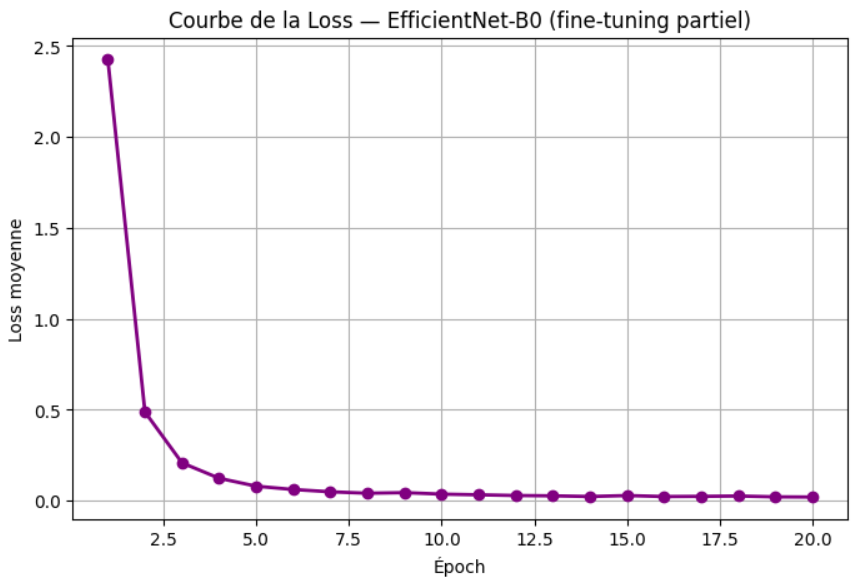 Courbe de la Loss — EfficientNet-B0 (fine-tuning partiel)
2.5
2.0
1.5
1.0
0.5
0.0
Loss moyenne
2.5 5.0 7.5 10.0 12.5 15.0 17.5 20.0
Époch